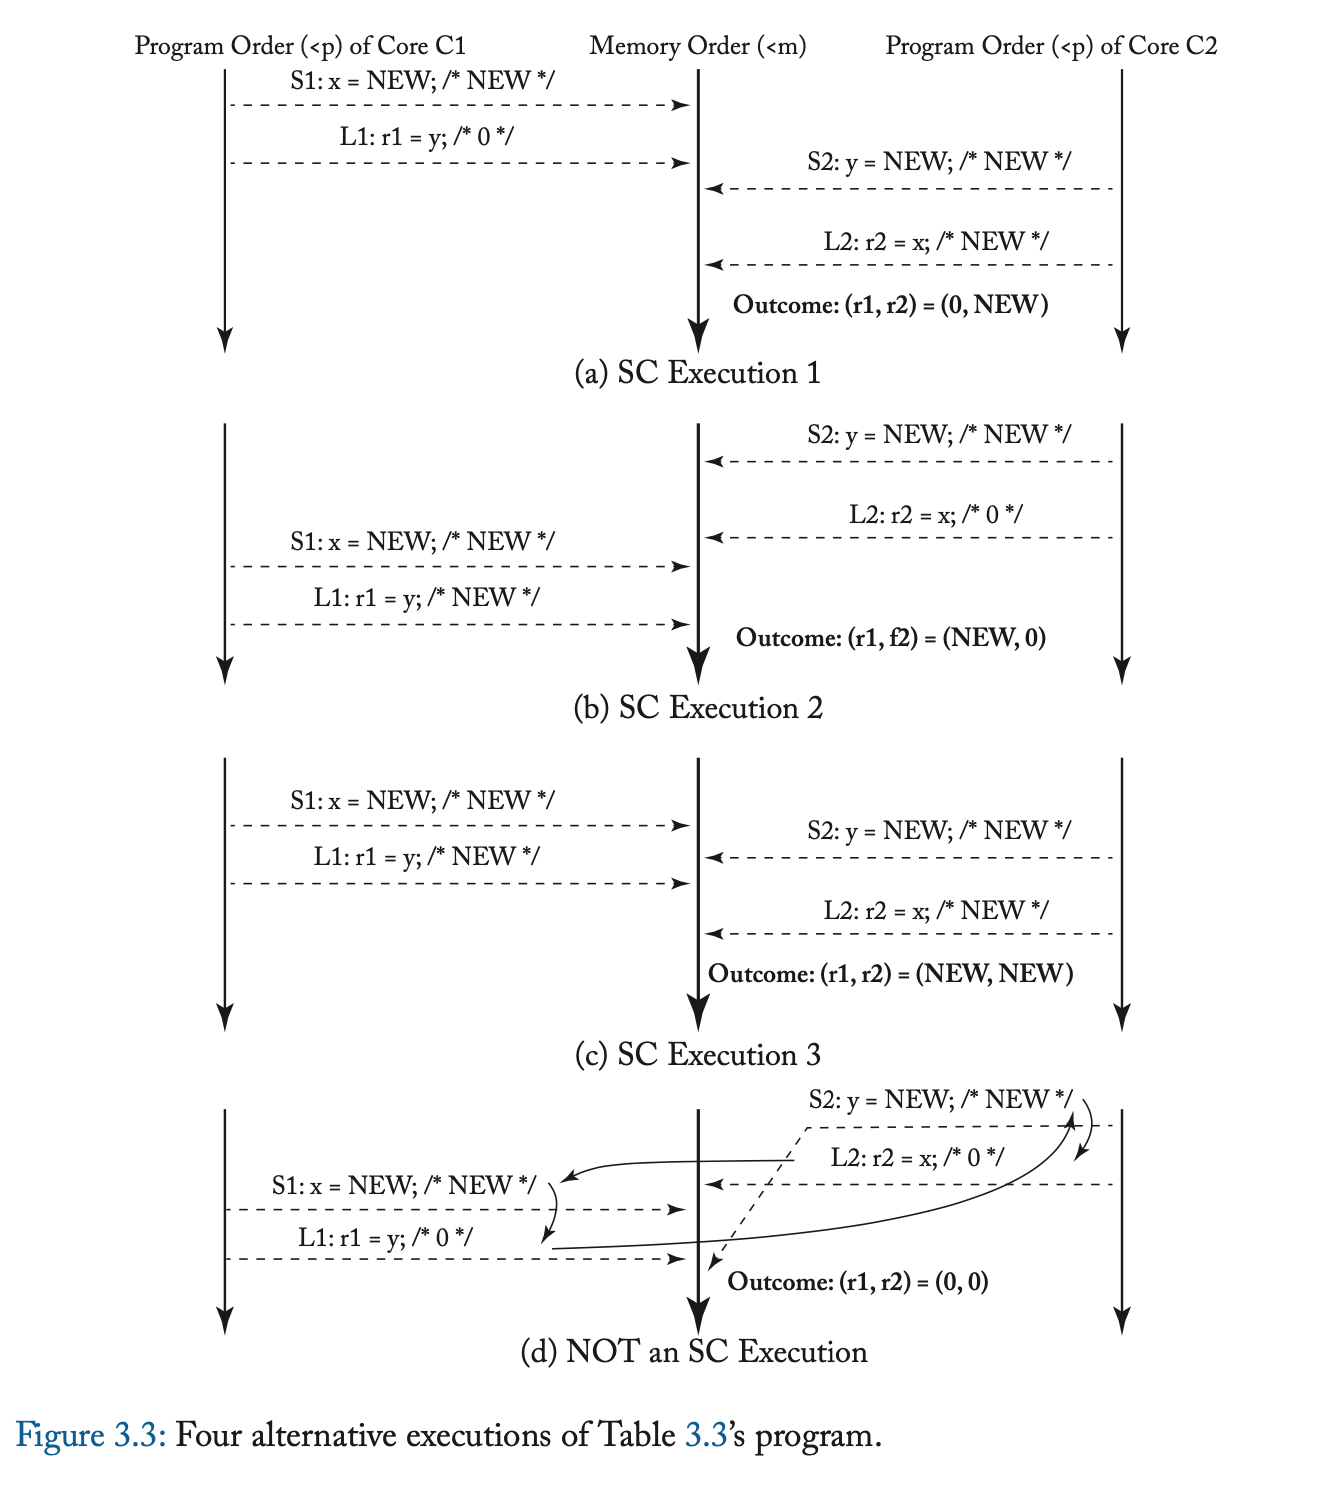 Program Order (<p) of Core C1 Memory Order (<m) Program Order (<p) of Core C2
S1: x = NEW; /* NEW */
L1: r1 = y; /* 0 */
S2: y = NEW; /* NEW */
L2: r2 = x; /* NEW */
Outcome: (r1, r2) = (0, NEW)
(a) SC Execution 1
S2: y = NEW; /* NEW */
L2: r2 = x; /* 0 */
S1: x = NEW; /* NEW */
L1: r1 = y; /* NEW */
Outcome: (r1, f2) = (NEW, 0)
(b) SC Execution 2
S1: x = NEW; /* NEW */
S2: y = NEW; /* NEW */
L1: r1 = y; /* NEW */
L2: r2 = x; /* NEW */
Outcome: (r1, r2) = (NEW, NEW)
(c) SC Execution 3
S2: y = NEW; /* NEW */
L2: r2 = x; /* 0 */
S1: x = NEW; /* NEW */
L1: r1 = y; /* 0 */
Outcome: (r1, r2) = (0, 0)
(d) NOT an SC Execution
Figure 3.3: Four alternative executions of Table 3.3’s program.